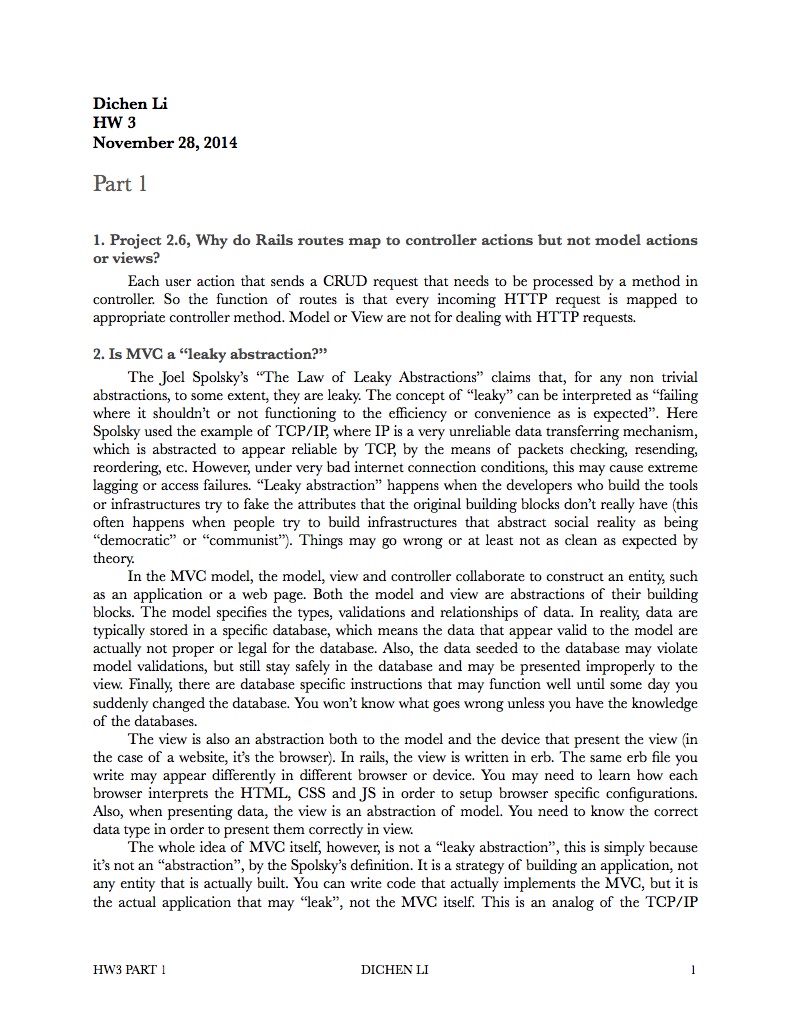 Dichen Li
HW 3
November 28, 2014
Part 1
1. Project 2.6, Why do Rails routes map to controller actions but not model actions
or views?
Each user action that sends a CRUD request that needs to be processed by a method in
controller. So the function of routes is that every incoming HTTP request is mapped to
appropriate controller method. Model or View are not for dealing with HTTP requests.
2. Is MVC a “leaky abstraction?”
The Joel Spolsky’s “The Law of Leaky Abstractions” claims that, for any non trivial
abstractions, to some extent, they are leaky. The concept of “leaky” can be interpreted as “failing
where it shouldn’t or not functioning to the efficiency or convenience as is expected”. Here
Spolsky used the example of TCP/IP, where IP is a very unreliable data transferring mechanism,
which is abstracted to appear reliable by TCP, by the means of packets checking, resending,
reordering, etc. However, under very bad internet connection conditions, this may cause extreme
lagging or access failures. “Leaky abstraction” happens when the developers who build the tools
or infrastructures try to fake the attributes that the original building blocks don’t really have (this
often happens when people try to build infrastructures that abstract social reality as being
“democratic” or “communist”). Things may go wrong or at least not as clean as expected by
theory.
In the MVC model, the model, view and controller collaborate to construct an entity, such
as an application or a web page. Both the model and view are abstractions of their building
blocks. The model specifies the types, validations and relationships of data. In reality, data are
typically stored in a specific database, which means the data that appear valid to the model are
actually not proper or legal for the database. Also, the data seeded to the database may violate
model validations, but still stay safely in the database and may be presented improperly to the
view. Finally, there are database specific instructions that may function well until some day you
suddenly changed the database. You won’t know what goes wrong unless you have the knowledge
of the databases.
The view is also an abstraction both to the model and the device that present the view (in
the case of a website, it’s the browser). In rails, the view is written in erb. The same erb file you
write may appear differently in different browser or device. You may need to learn how each
browser interprets the HTML, CSS and JS in order to setup browser specific configurations.
Also, when presenting data, the view is an abstraction of model. You need to know the correct
data type in order to present them correctly in view.
The whole idea of MVC itself, however, is not a “leaky abstraction”, this is simply because
it’s not an “abstraction”, by the Spolsky’s definition. It is a strategy of building an application, not
any entity that is actually built. You can write code that actually implements the MVC, but it is
the actual application that may “leak”, not the MVC itself. This is an analog of the TCP/IP
HW3 PART 1 DICHEN LI 1